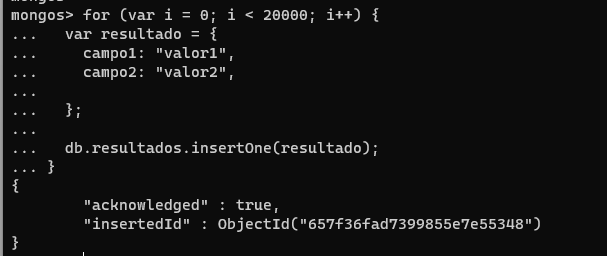 mongos> for (var i = 0; i < 20000; i++) {
...   var resultado = {
...     campo1: "valor1",
...     campo2: "valor2",
...
...   };
...
...   db.resultados.insertOne(resultado);
... }
{
        "acknowledged" : true,
        "insertedId" : ObjectId("657f36fad7399855e7e55348")
}